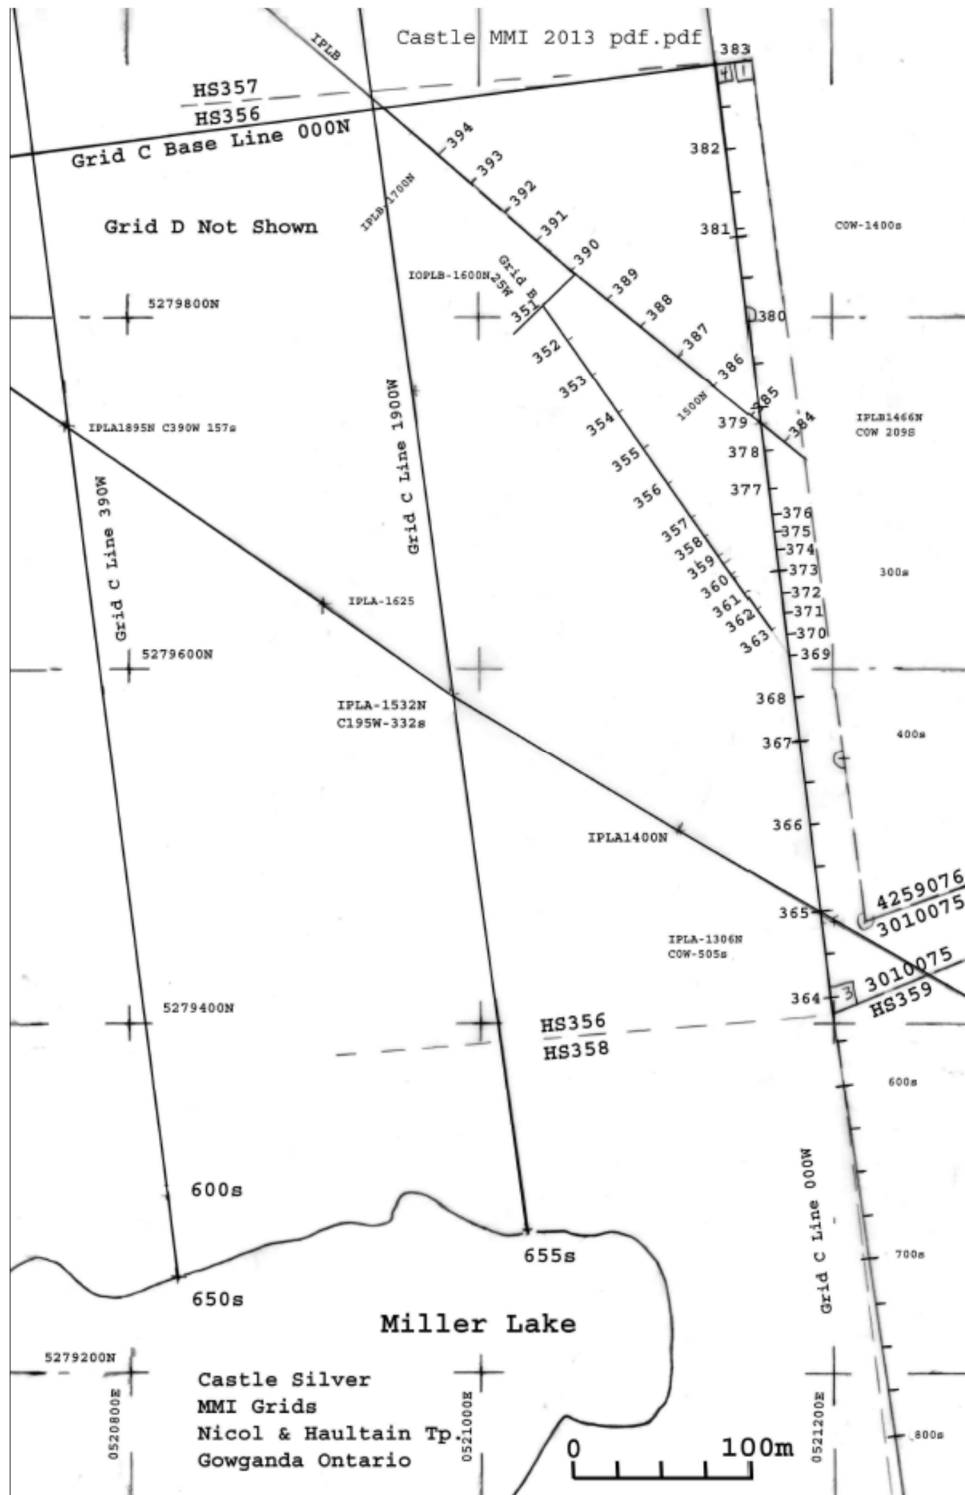 Castle MMI 2013 pdf.pdf
IPLB
383
4 1
HS357
HS356
Grid C Base Line 000N
394
393
392
391
390
389
388
387
386
385
384
382
381
380
379
378
377
376
375
374
373
372
371
370
369
368
367
366
365
364
IPLB-1700N
Grid D Not Shown
COW-1400s
IOPLB-1600N
25W
Grid B
351
352
353
354
355
356
357
358
359
360
361
362
363
5279800N
1500N
IPLB1466N
COW 209S
Grid C Line 1900W
IPLA1895N C390W 157s
Grid C Line 390W
300s
IPLA-1625
5279600N
IPLA-1532N
C195W-332s
400s
IPLA1400N
4259076
3010075
IPLA-1306N
COW-505s
3
3010075
HS359
5279400N
HS356
HS358
600s
Grid C Line 000W
600s
650s
655s
700s
Miller Lake
5279200N
Castle Silver
MMI Grids
Nicol & Haultain Tp.
Gowganda Ontario
0520800E
0521000E
0521200E
0 100m
800s